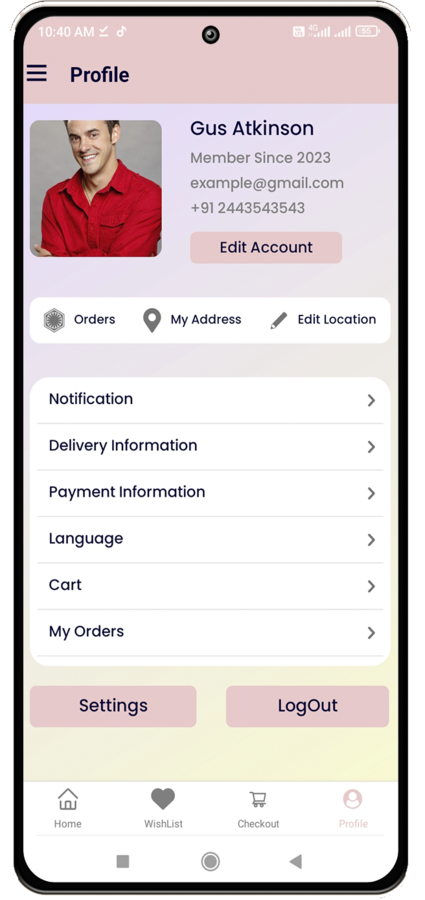 10:40 AM
4G
Profile
Gus Atkinson
Member Since 2023
example@gmail.com
+91 2443543543
Edit Account
Orders My Address Edit Location
Notification
Delivery Information
Payment Information
Language
Cart
My Orders
Settings LogOut
Home WishList Checkout Profile